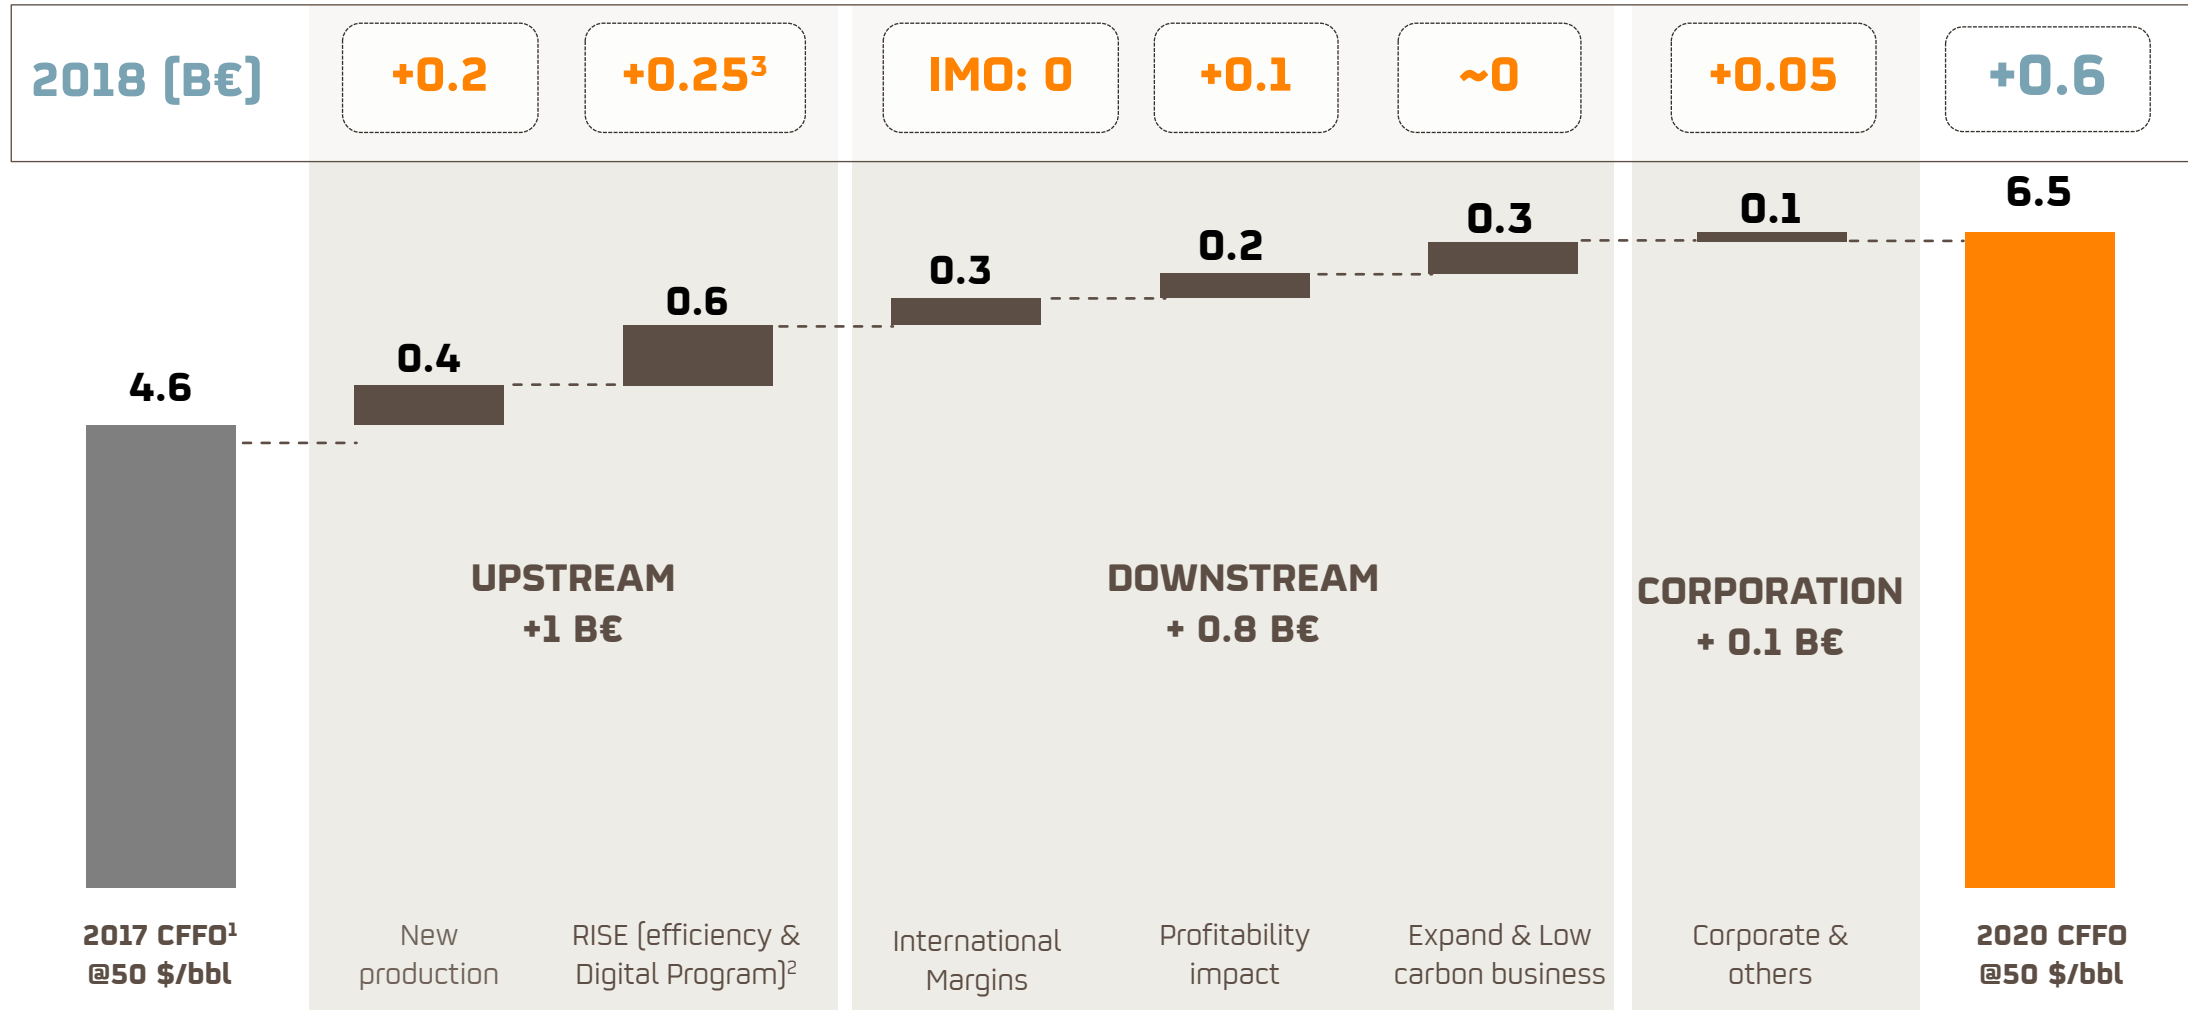 2018 (B€)
+0.2
+0.25³
IMO: 0
+0.1
~0
+0.05
+0.6
4.6
0.4
0.6
0.3
0.2
0.3
0.1
6.5
UPSTREAM
+1 B€
DOWNSTREAM
+ 0.8 B€
CORPORATION
+ 0.1 B€
2017 CFFO¹
@50 $/bbl
New
production
RISE (efficiency &
Digital Program)²
International
Margins
Profitability
impact
Expand & Low
carbon business
Corporate &
others
2020 CFFO
@50 $/bbl